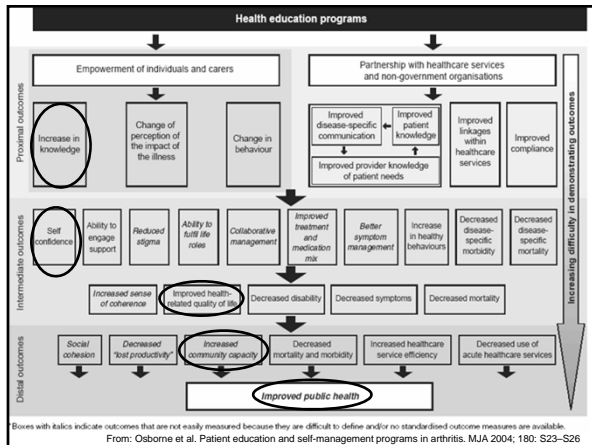 Health education programs
Empowerment of individuals and carers
Partnership with healthcare services
and non-government organisations
Proximal outcomes
Increase in
knowledge
Change of
perception of
the impact of
the illness
Change in
behaviour
Improved
disease-specific
communication
Improved
patient
knowledge
Improved provider knowledge
of patient needs
Improved
linkages
within
healthcare
services
Improved
compliance
Increasing difficulty in demonstrating outcomes
Intermediate outcomes
Self
confidence
Ability to
engage
support
Reduced
stigma
Ability to
fulfil life
roles
Collaborative
management
Improved
treatment
and
medication
mix
Better
symptom
management
Increase
in healthy
behaviours
Decreased
disease-
specific
morbidity
Decreased
disease-
specific
mortality
Increased sense
of coherence
Improved health-
related quality of life
Decreased disability
Decreased symptoms
Decreased mortality
Distal outcomes
Social
cohesion
Decreased
"lost productivity"
Increased
community capacity
Decreased
mortality and morbidity
Increased healthcare
service efficiency
Decreased use of
acute healthcare services
Improved public health
* Boxes with italics indicate outcomes that are not easily measured because they are difficult to define and/or no standardised outcome measures are available.
From: Osborne et al. Patient education and self-management programs in arthritis. MJA 2004; 180: S23–S26